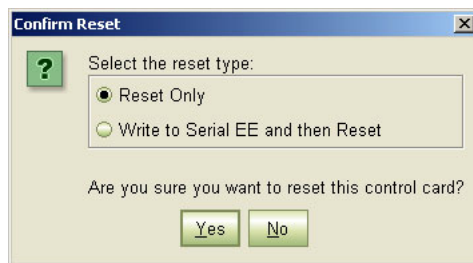 Confirm Reset
?
Select the reset type:
Reset Only
Write to Serial EE and then Reset
Are you sure you want to reset this control card?
Yes No